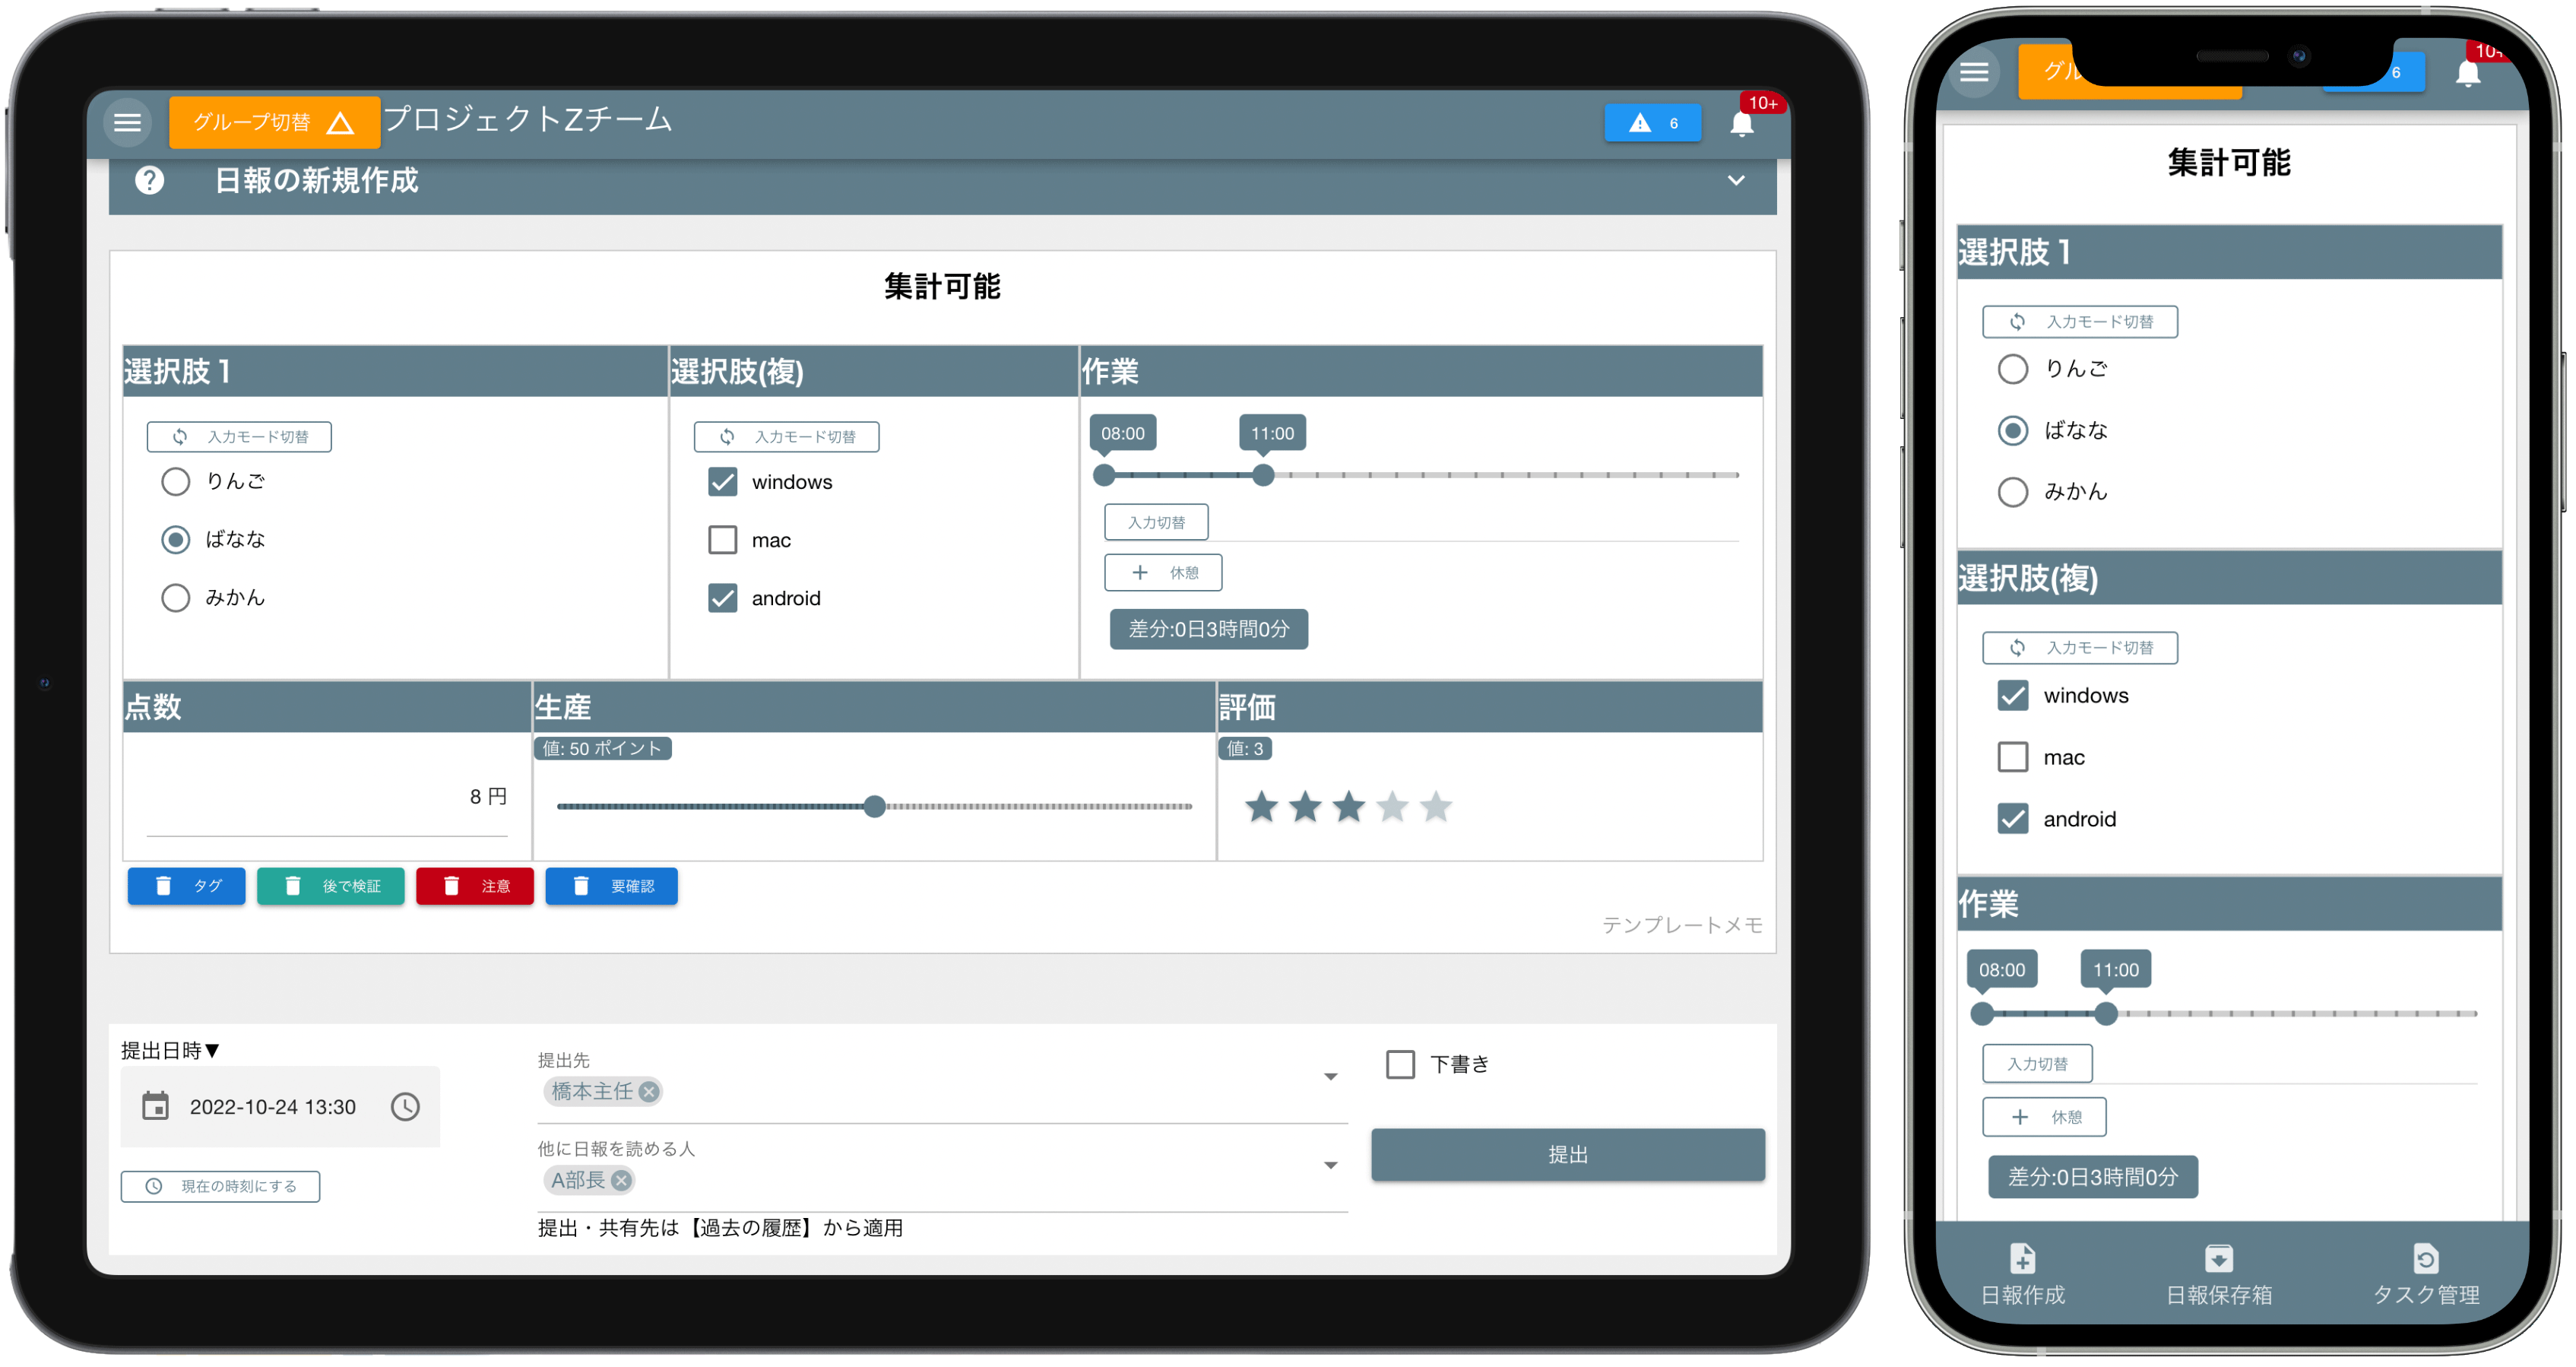 グループ切替 プロジェクトZチーム 6 10+
日報の新規作成
集計可能
選択肢1 選択肢(複) 作業
入力モード切替 入力モード切替 08:00 11:00
りんご windows
入力切替
ばなな mac
休憩
みかん android
差分:0日3時間0分
点数 生産 評価
値: 50 ポイント 値: 3
8 円
タグ 後で検証 注意 要確認
テンプレートメモ
提出日時▼
2022-10-24 13:30
現在の時刻にする
提出先
橋本主任
他に日報を読める人
A部長
提出・共有先は【過去の履歴】から適用
下書き
提出
グル 6 10+
集計可能
選択肢1
入力モード切替
りんご
ばなな
みかん
選択肢(複)
入力モード切替
windows
mac
android
作業
08:00 11:00
入力切替
休憩
差分:0日3時間0分
日報作成 日報保存箱 タスク管理